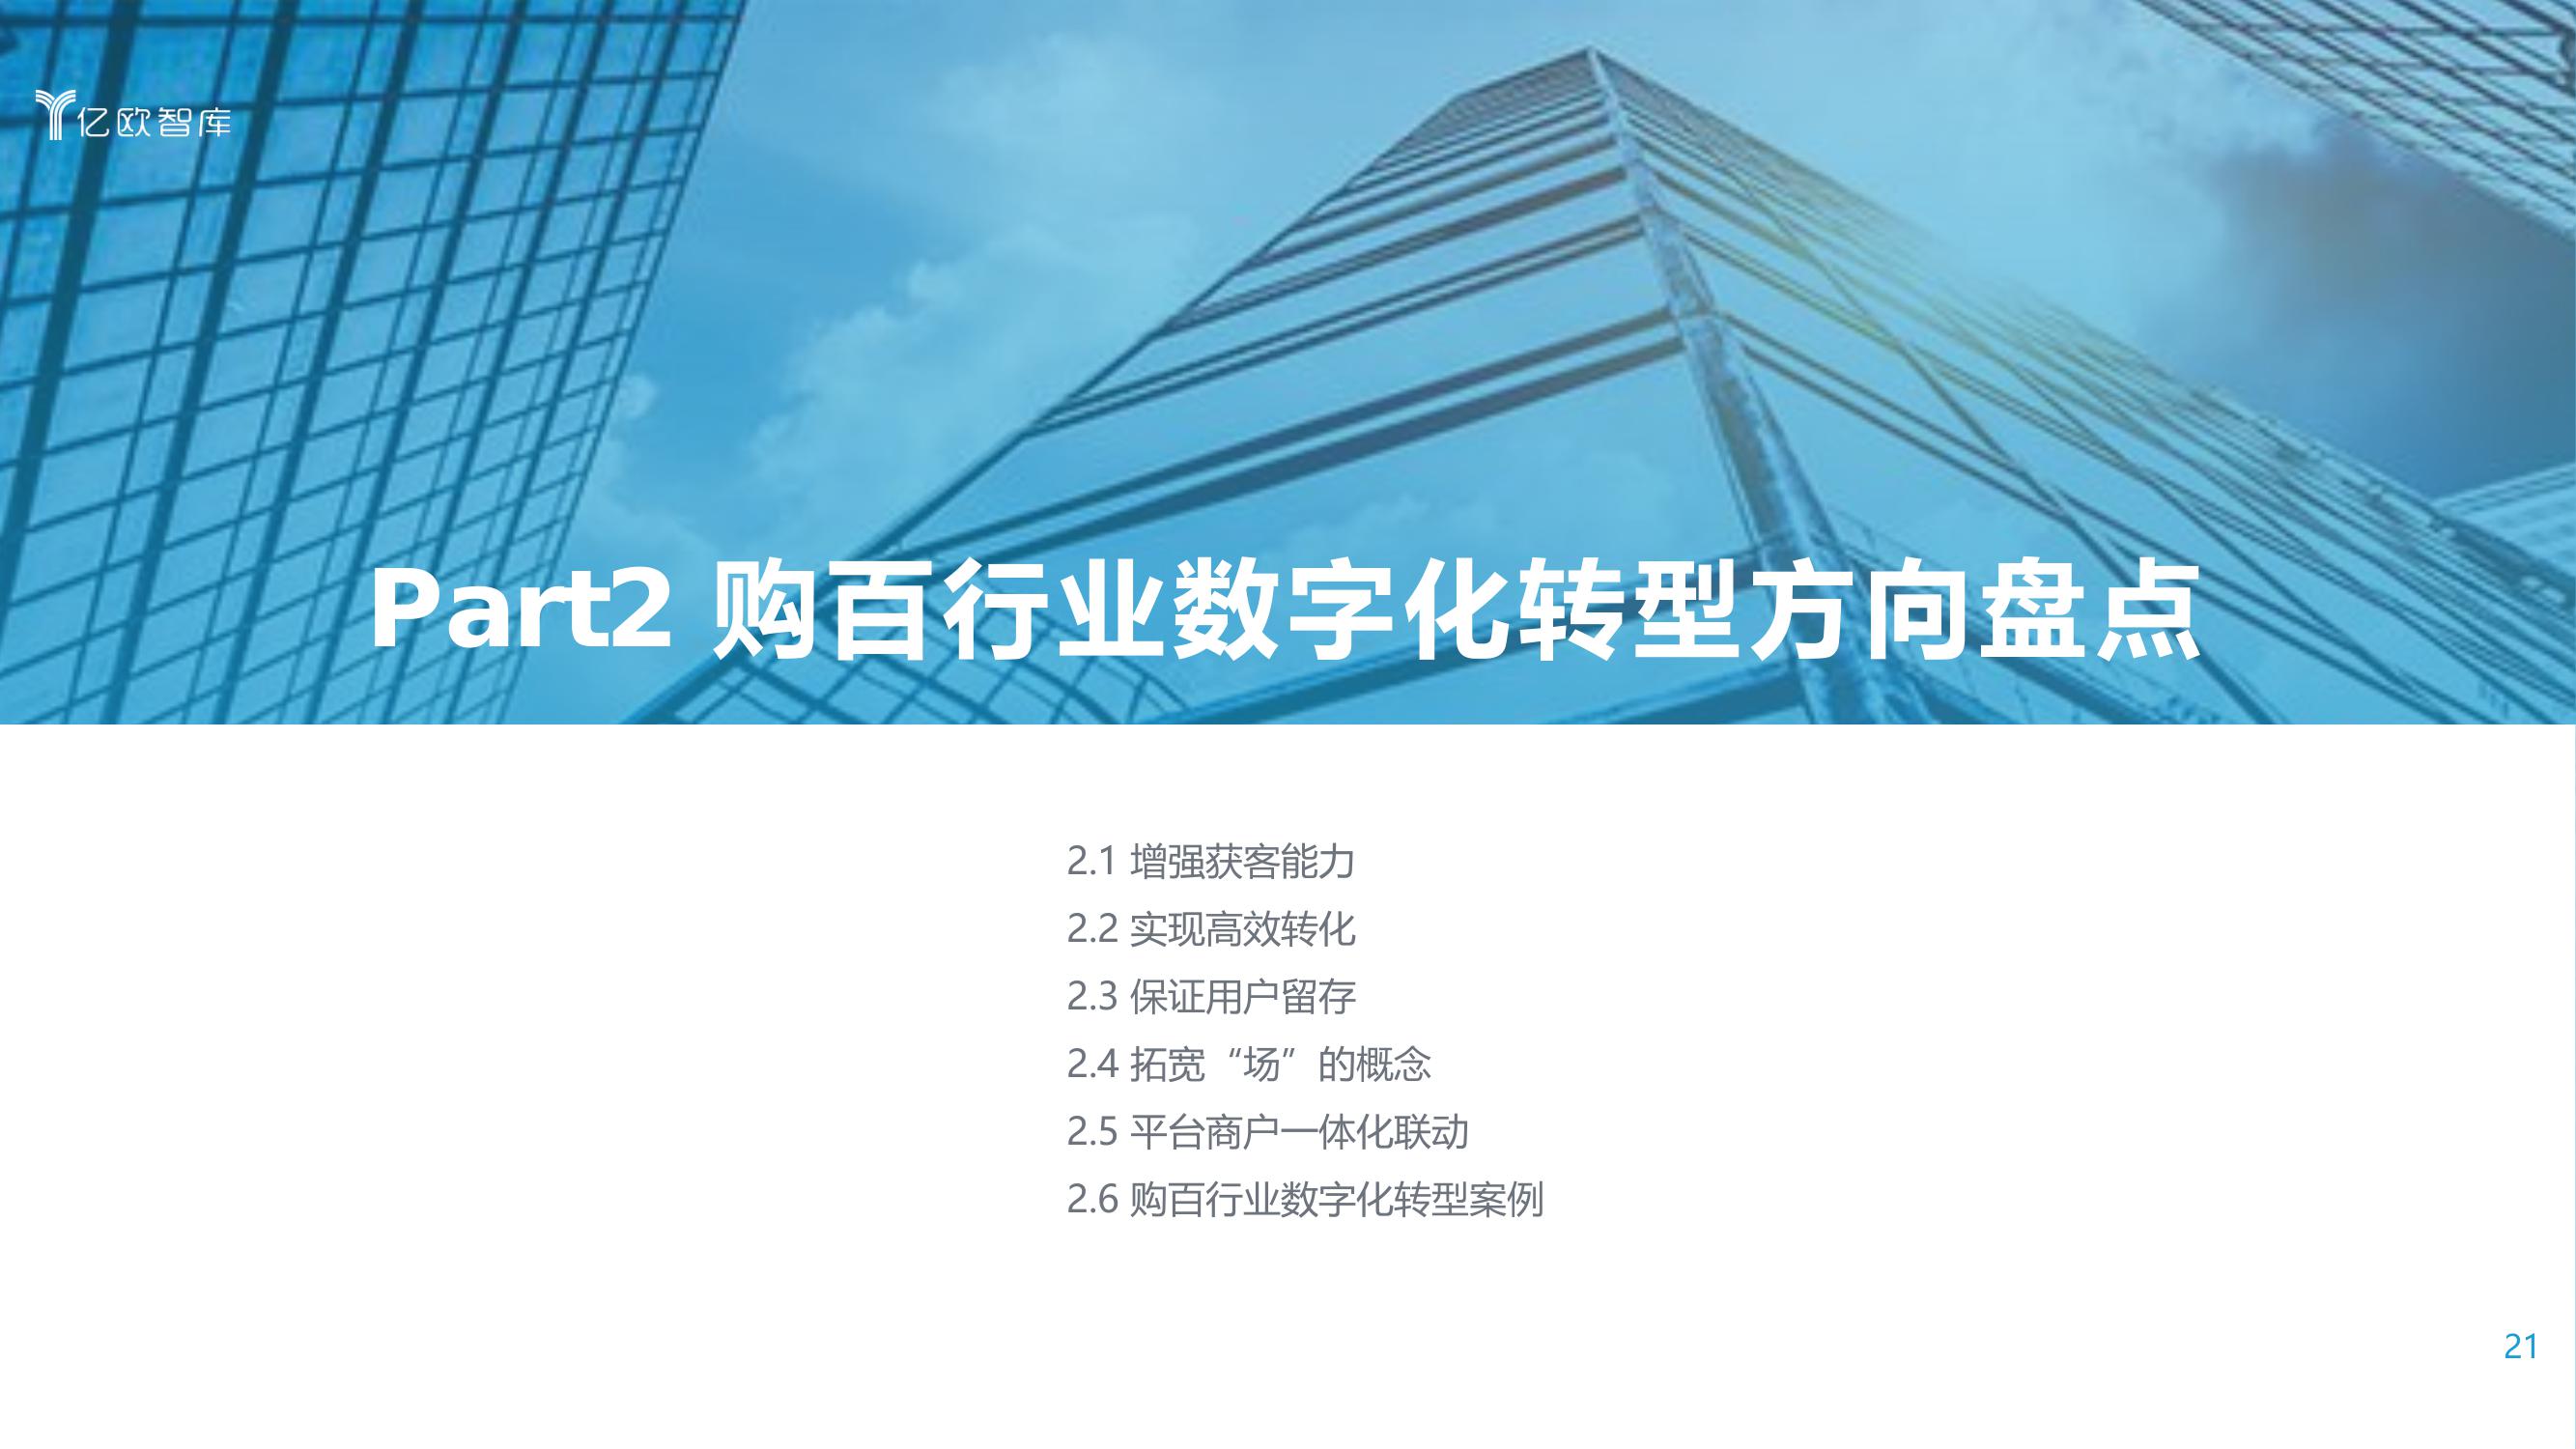 亿欧智库
Part2 购百行业数字化转型方向盘点
2.1 增强获客能力
2.2 实现高效转化
2.3 保证用户留存
2.4 拓宽“场”的概念
2.5 平台商户一体化联动
2.6 购百行业数字化转型案例
21